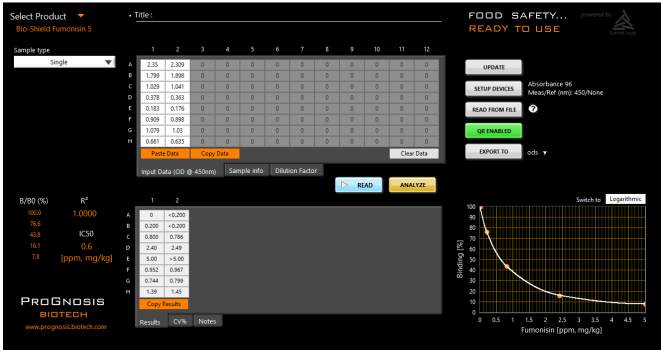 Select Product
Bio-Shield Fumonisin 5
Sample type
Single
• Title :
FOOD SAFETY...
READY TO USE
powered by
1 2 3 4 5 6 7 8 9 10 11 12
A 2.35 2.309 0 0 0 0 0 0 0 0 0 0
B 1.799 1.898 0 0 0 0 0 0 0 0 0 0
C 1.029 1.041 0 0 0 0 0 0 0 0 0 0
D 0.378 0.363 0 0 0 0 0 0 0 0 0 0
E 0.183 0.176 0 0 0 0 0 0 0 0 0 0
F 0.909 0.898 0 0 0 0 0 0 0 0 0 0
G 1.079 1.03 0 0 0 0 0 0 0 0 0 0
H 0.661 0.635 0 0 0 0 0 0 0 0 0 0
Paste Data Copy Data Clear Data
Input Data (OD @ 450nm) Sample Info Dilution Factor
READ ANALYZE
UPDATE
SETUP DEVICES
Absorbance 96
Meas/Ref (nm): 450/None
READ FROM FILE ?
QR ENABLED
EXPORT TO ods
B/B0 (%) R²
100.0 1.0000
76.6
43.8 IC50
16.1 0.6
7.8 [ppm, mg/kg]
1 2
A 0 <0.200
B 0.200 <0.200
C 0.800 0.786
D 2.40 2.49
E 5.00 >5.00
F 0.952 0.967
G 0.744 0.799
H 1.39 1.45
Copy Results
Results CV% Notes
PROGNOSIS
BIOTECH
www.prognosis.biotech.com
Switch to Logarithmic
Binding [%]
100
90
80
70
60
50
40
30
20
10
0
0 0.5 1 1.5 2 2.5 3 3.5 4 4.5 5
Fumonisin [ppm, mg/kg]